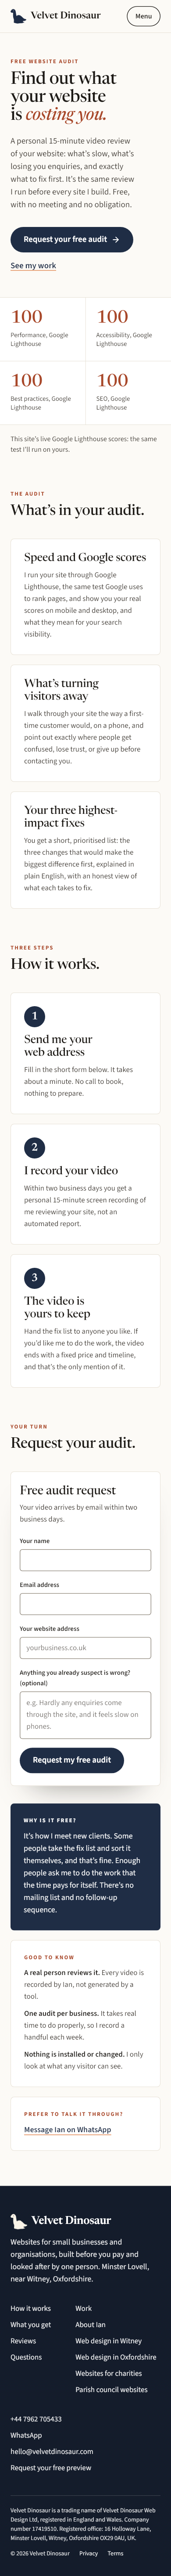 Velvet Dinosaur
Menu
FREE WEBSITE AUDIT
Find out what
your website
is costing you.
A personal 15-minute video review
of your website: what's slow, what's
losing you enquiries, and exactly
what to fix first. It's the same review
I run before every site I build. Free,
with no meeting and no obligation.
Request your free audit →
See my work
100
Performance, Google
Lighthouse
100
Accessibility, Google
Lighthouse
100
Best practices, Google
Lighthouse
100
SEO, Google
Lighthouse
This site's live Google Lighthouse scores: the same
test I'll run on yours.
THE AUDIT
What's in your audit.
Speed and Google scores
I run your site through Google
Lighthouse, the same test Google uses
to rank pages, and show you your real
scores on mobile and desktop, and
what they mean for your search
visibility.
What's turning
visitors away
I walk through your site the way a first-
time customer would, on a phone, and
point out exactly where people get
confused, lose trust, or give up before
contacting you.
Your three highest-
impact fixes
You get a short, prioritised list: the
three changes that would make the
biggest difference first, explained in
plain English, with an honest view of
what each takes to fix.
THREE STEPS
How it works.
1
Send me your
web address
Fill in the short form below. It takes
about a minute. No call to book,
nothing to prepare.
2
I record your video
Within two business days you get a
personal 15-minute screen recording of
me reviewing your site, not an
automated report.
3
The video is
yours to keep
Hand the fix list to anyone you like. If
you'd like me to do the work, the video
ends with a fixed price and timeline,
and that's the only mention of it.
YOUR TURN
Request your audit.
Free audit request
Your video arrives by email within two
business days.
Your name
Email address
Your website address
yourbusiness.co.uk
Anything you already suspect is wrong?
(optional)
e.g. Hardly any enquiries come
through the site, and it feels slow on
phones.
Request my free audit
WHY IS IT FREE?
It's how I meet new clients. Some
people take the fix list and sort it
themselves, and that's fine. Enough
people ask me to do the work that
the time pays for itself. There's no
mailing list and no follow-up
sequence.
GOOD TO KNOW
A real person reviews it. Every video is
recorded by Ian, not generated by a
tool.
One audit per business. It takes real
time to do properly, so I record a
handful each week.
Nothing is installed or changed. I only
look at what any visitor can see.
PREFER TO TALK IT THROUGH?
Message Ian on WhatsApp
Velvet Dinosaur
Websites for small businesses and
organisations, built before you pay and
looked after by one person. Minster Lovell,
near Witney, Oxfordshire.
How it works
What you get
Reviews
Questions
Work
About Ian
Web design in Witney
Web design in Oxfordshire
Websites for charities
Parish council websites
+44 7962 705433
WhatsApp
hello@velvetdinosaur.com
Request your free preview
Velvet Dinosaur is a trading name of Velvet Dinosaur Web
Design Ltd, registered in England and Wales. Company
number 17419510. Registered office: 16 Holloway Lane,
Minster Lovell, Witney, Oxfordshire OX29 0AU, UK.
© 2026 Velvet Dinosaur Privacy Terms